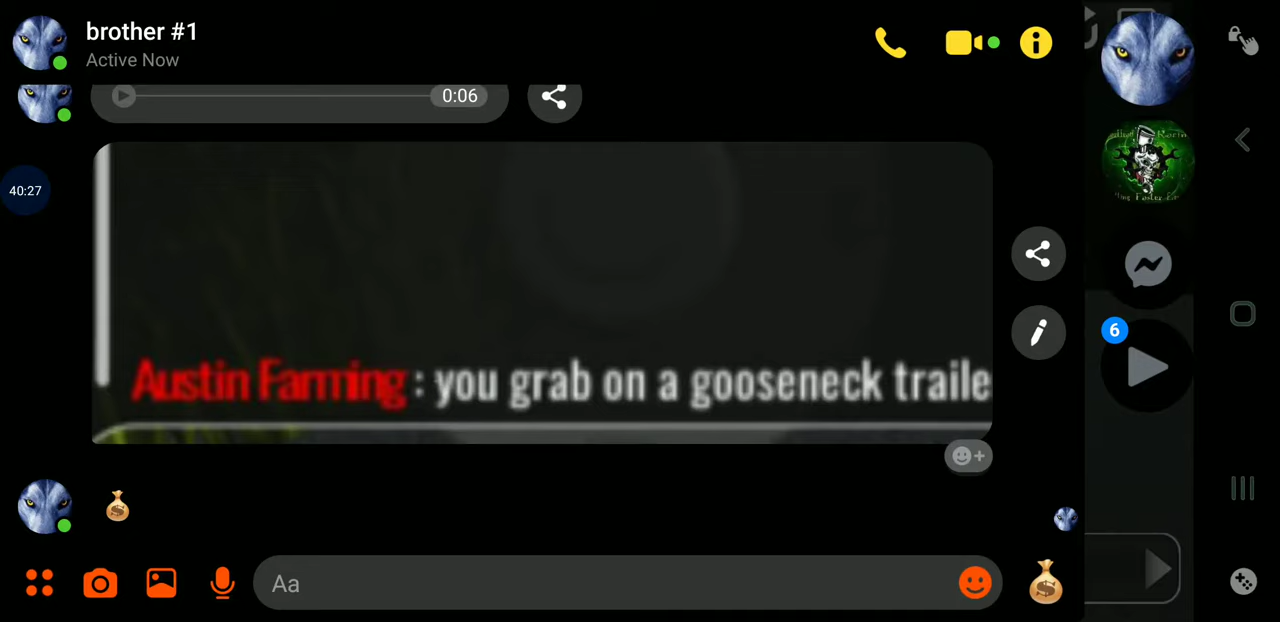 brother #1
Active Now
0:06
40:27
Austin Farming : you grab on a gooseneck traile
6
Aa